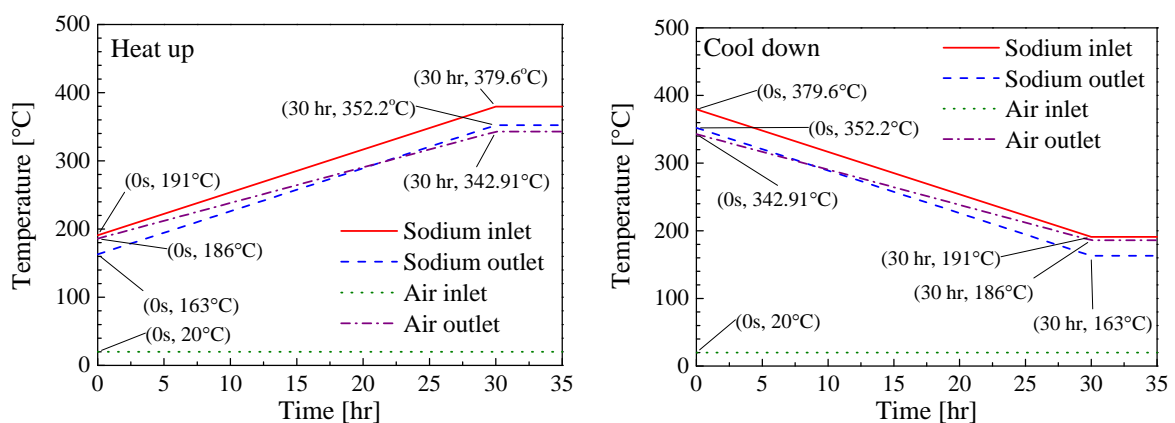 Heat up
Temperature [°C]
500
400
300
200
100
0
(30 hr, 379.6°C)
(30 hr, 352.2°C)
(30 hr, 342.91°C)
(0s, 191°C)
(0s, 186°C)
(0s, 163°C)
(0s, 20°C)
Sodium inlet
Sodium outlet
Air inlet
Air outlet
0 5 10 15 20 25 30 35
Time [hr]
Cool down
Temperature [°C]
500
400
300
200
100
0
Sodium inlet
Sodium outlet
Air inlet
Air outlet
(0s, 379.6°C)
(0s, 352.2°C)
(0s, 342.91°C)
(30 hr, 191°C)
(30 hr, 186°C)
(30 hr, 163°C)
(0s, 20°C)
0 5 10 15 20 25 30 35
Time [hr]